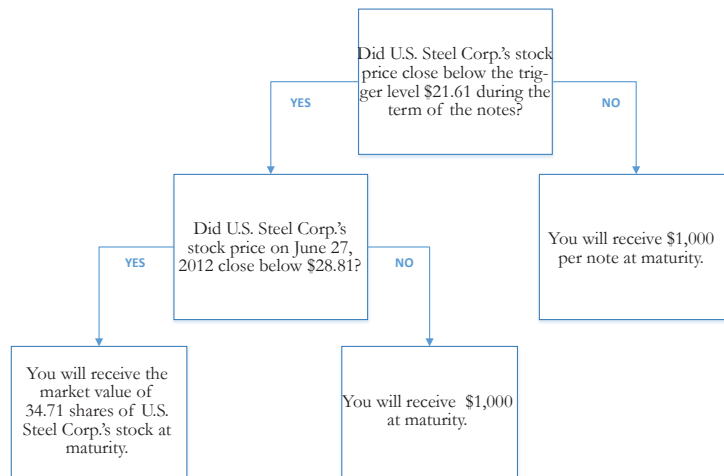 Did U.S. Steel Corp.'s stock
price close below the trig-
ger level $21.61 during the
term of the notes?
YES
NO
Did U.S. Steel Corp.'s
stock price on June 27,
2012 close below $28.81?
You will receive $1,000
per note at maturity.
YES
NO
You will receive the
market value of
34.71 shares of U.S.
Steel Corp.'s stock at
maturity.
You will receive $1,000
at maturity.